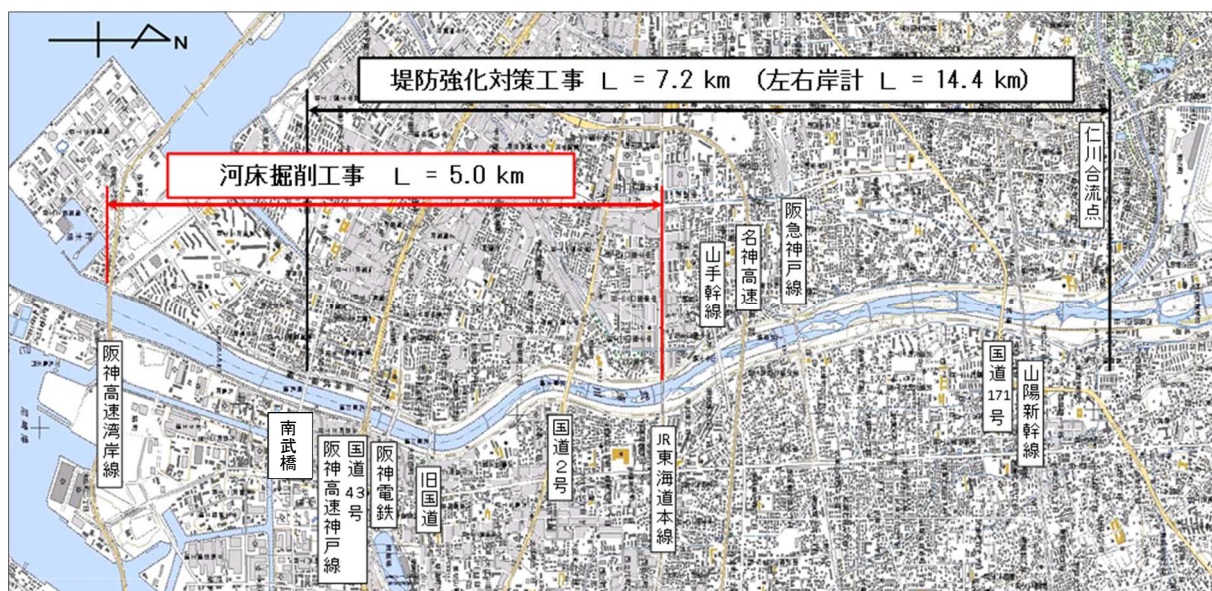 N
堤防強化対策工事 L = 7.2 km (左右岸計 L = 14.4 km)
河床掘削工事 L = 5.0 km
仁川合流点
阪急神戸線
名神高速
山手幹線
阪神高速湾岸線
南武橋
阪神高速神戸線
国道43号
阪神電鉄
旧国道
国道2号
JR東海道本線
国道171号
山陽新幹線